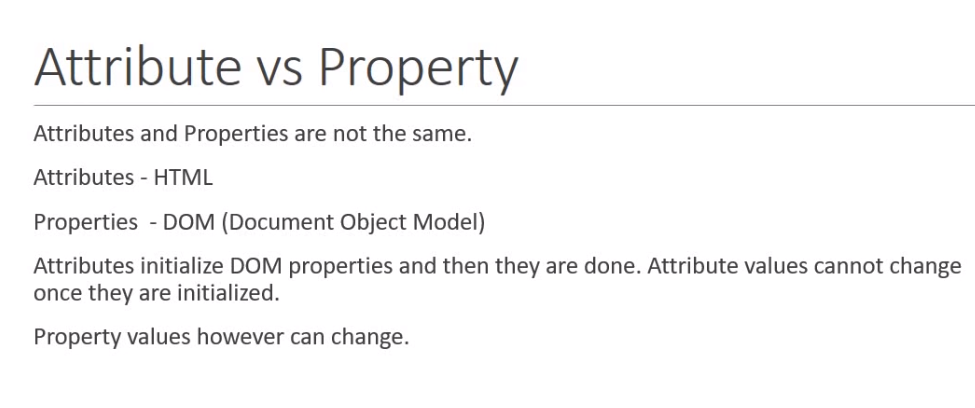 Attribute vs Property
Attributes and Properties are not the same.
Attributes - HTML
Properties  - DOM (Document Object Model)
Attributes initialize DOM properties and then they are done. Attribute values cannot change
once they are initialized.
Property values however can change.